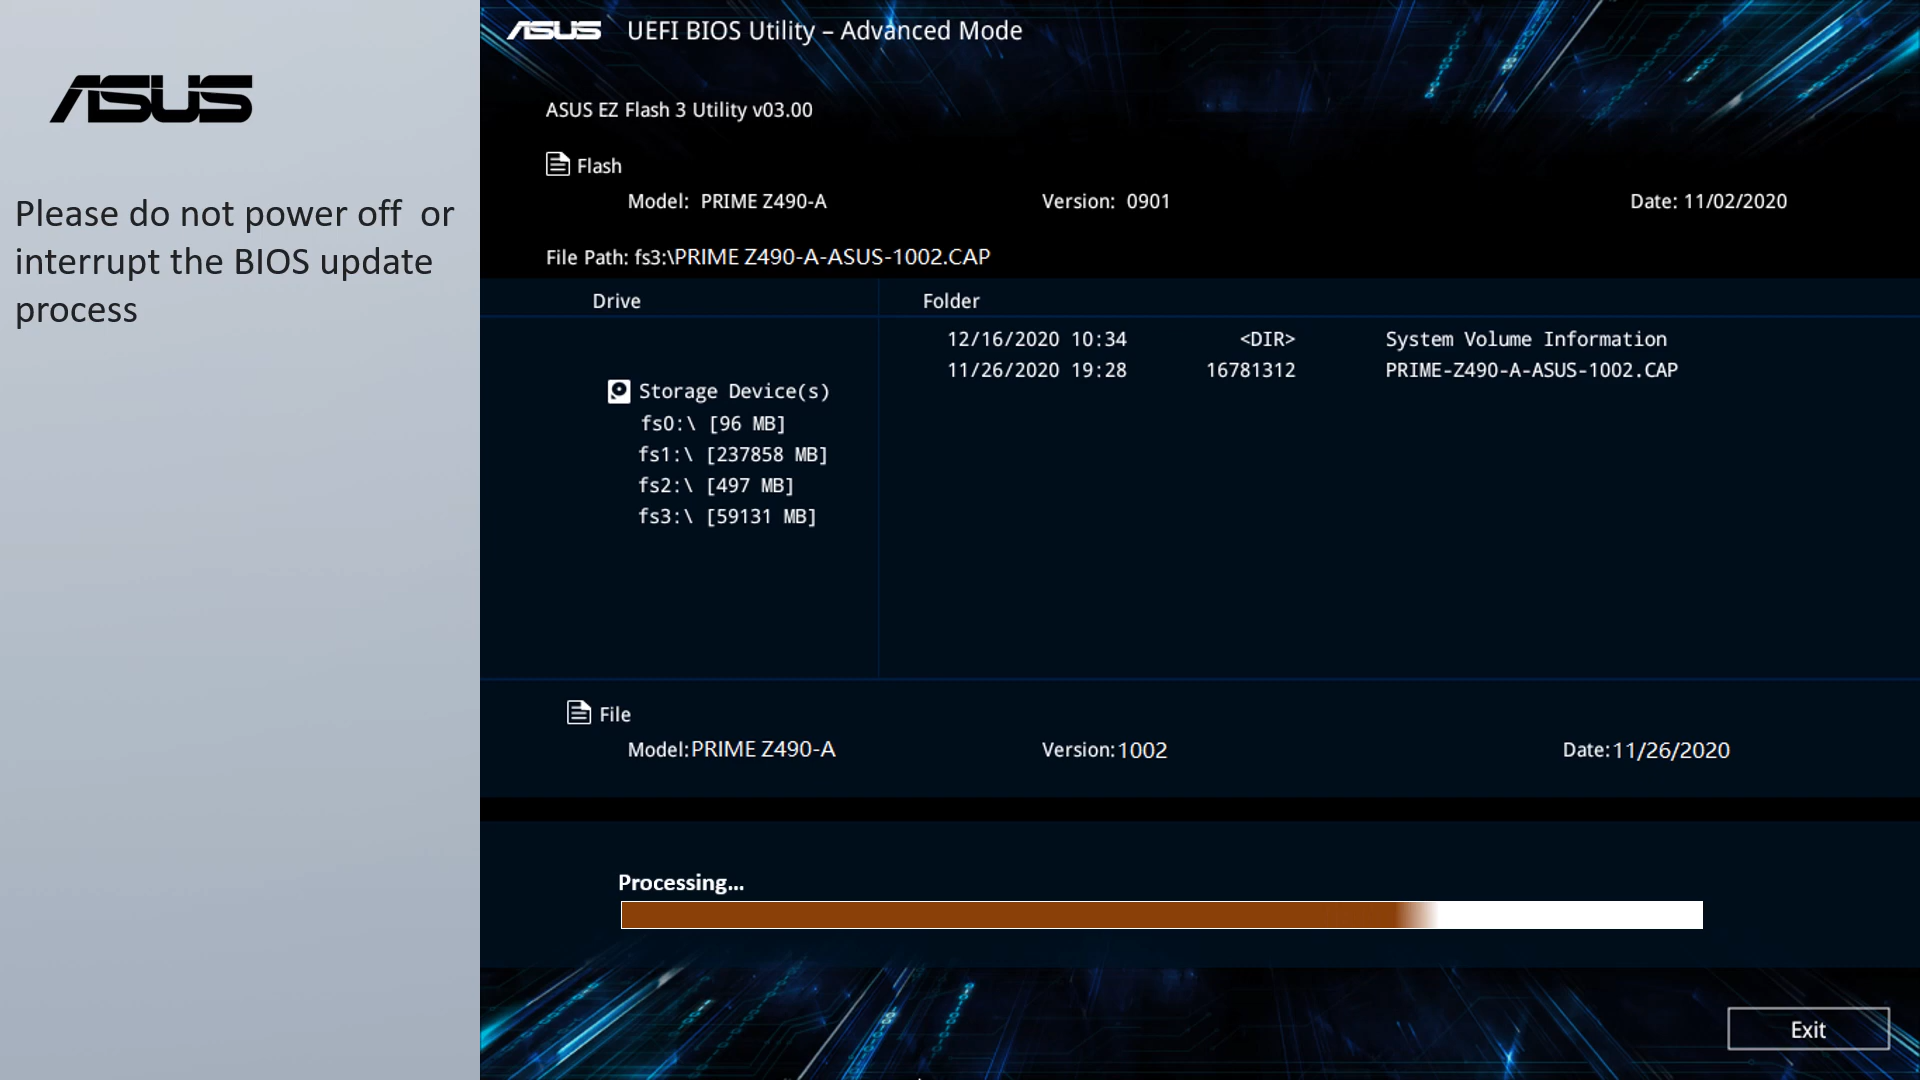 ASUS
Please do not power off or
interrupt the BIOS update
process
ASUS UEFI BIOS Utility – Advanced Mode
ASUS EZ Flash 3 Utility v03.00
Flash
Model: PRIME Z490-A Version: 0901 Date: 11/02/2020
File Path: fs3:\PRIME Z490-A-ASUS-1002.CAP
Drive Folder
12/16/2020 10:34 <DIR> System Volume Information
11/26/2020 19:28 16781312 PRIME-Z490-A-ASUS-1002.CAP
Storage Device(s)
fs0:\ [96 MB]
fs1:\ [237858 MB]
fs2:\ [497 MB]
fs3:\ [59131 MB]
File
Model:PRIME Z490-A Version:1002 Date:11/26/2020
Processing...
Exit